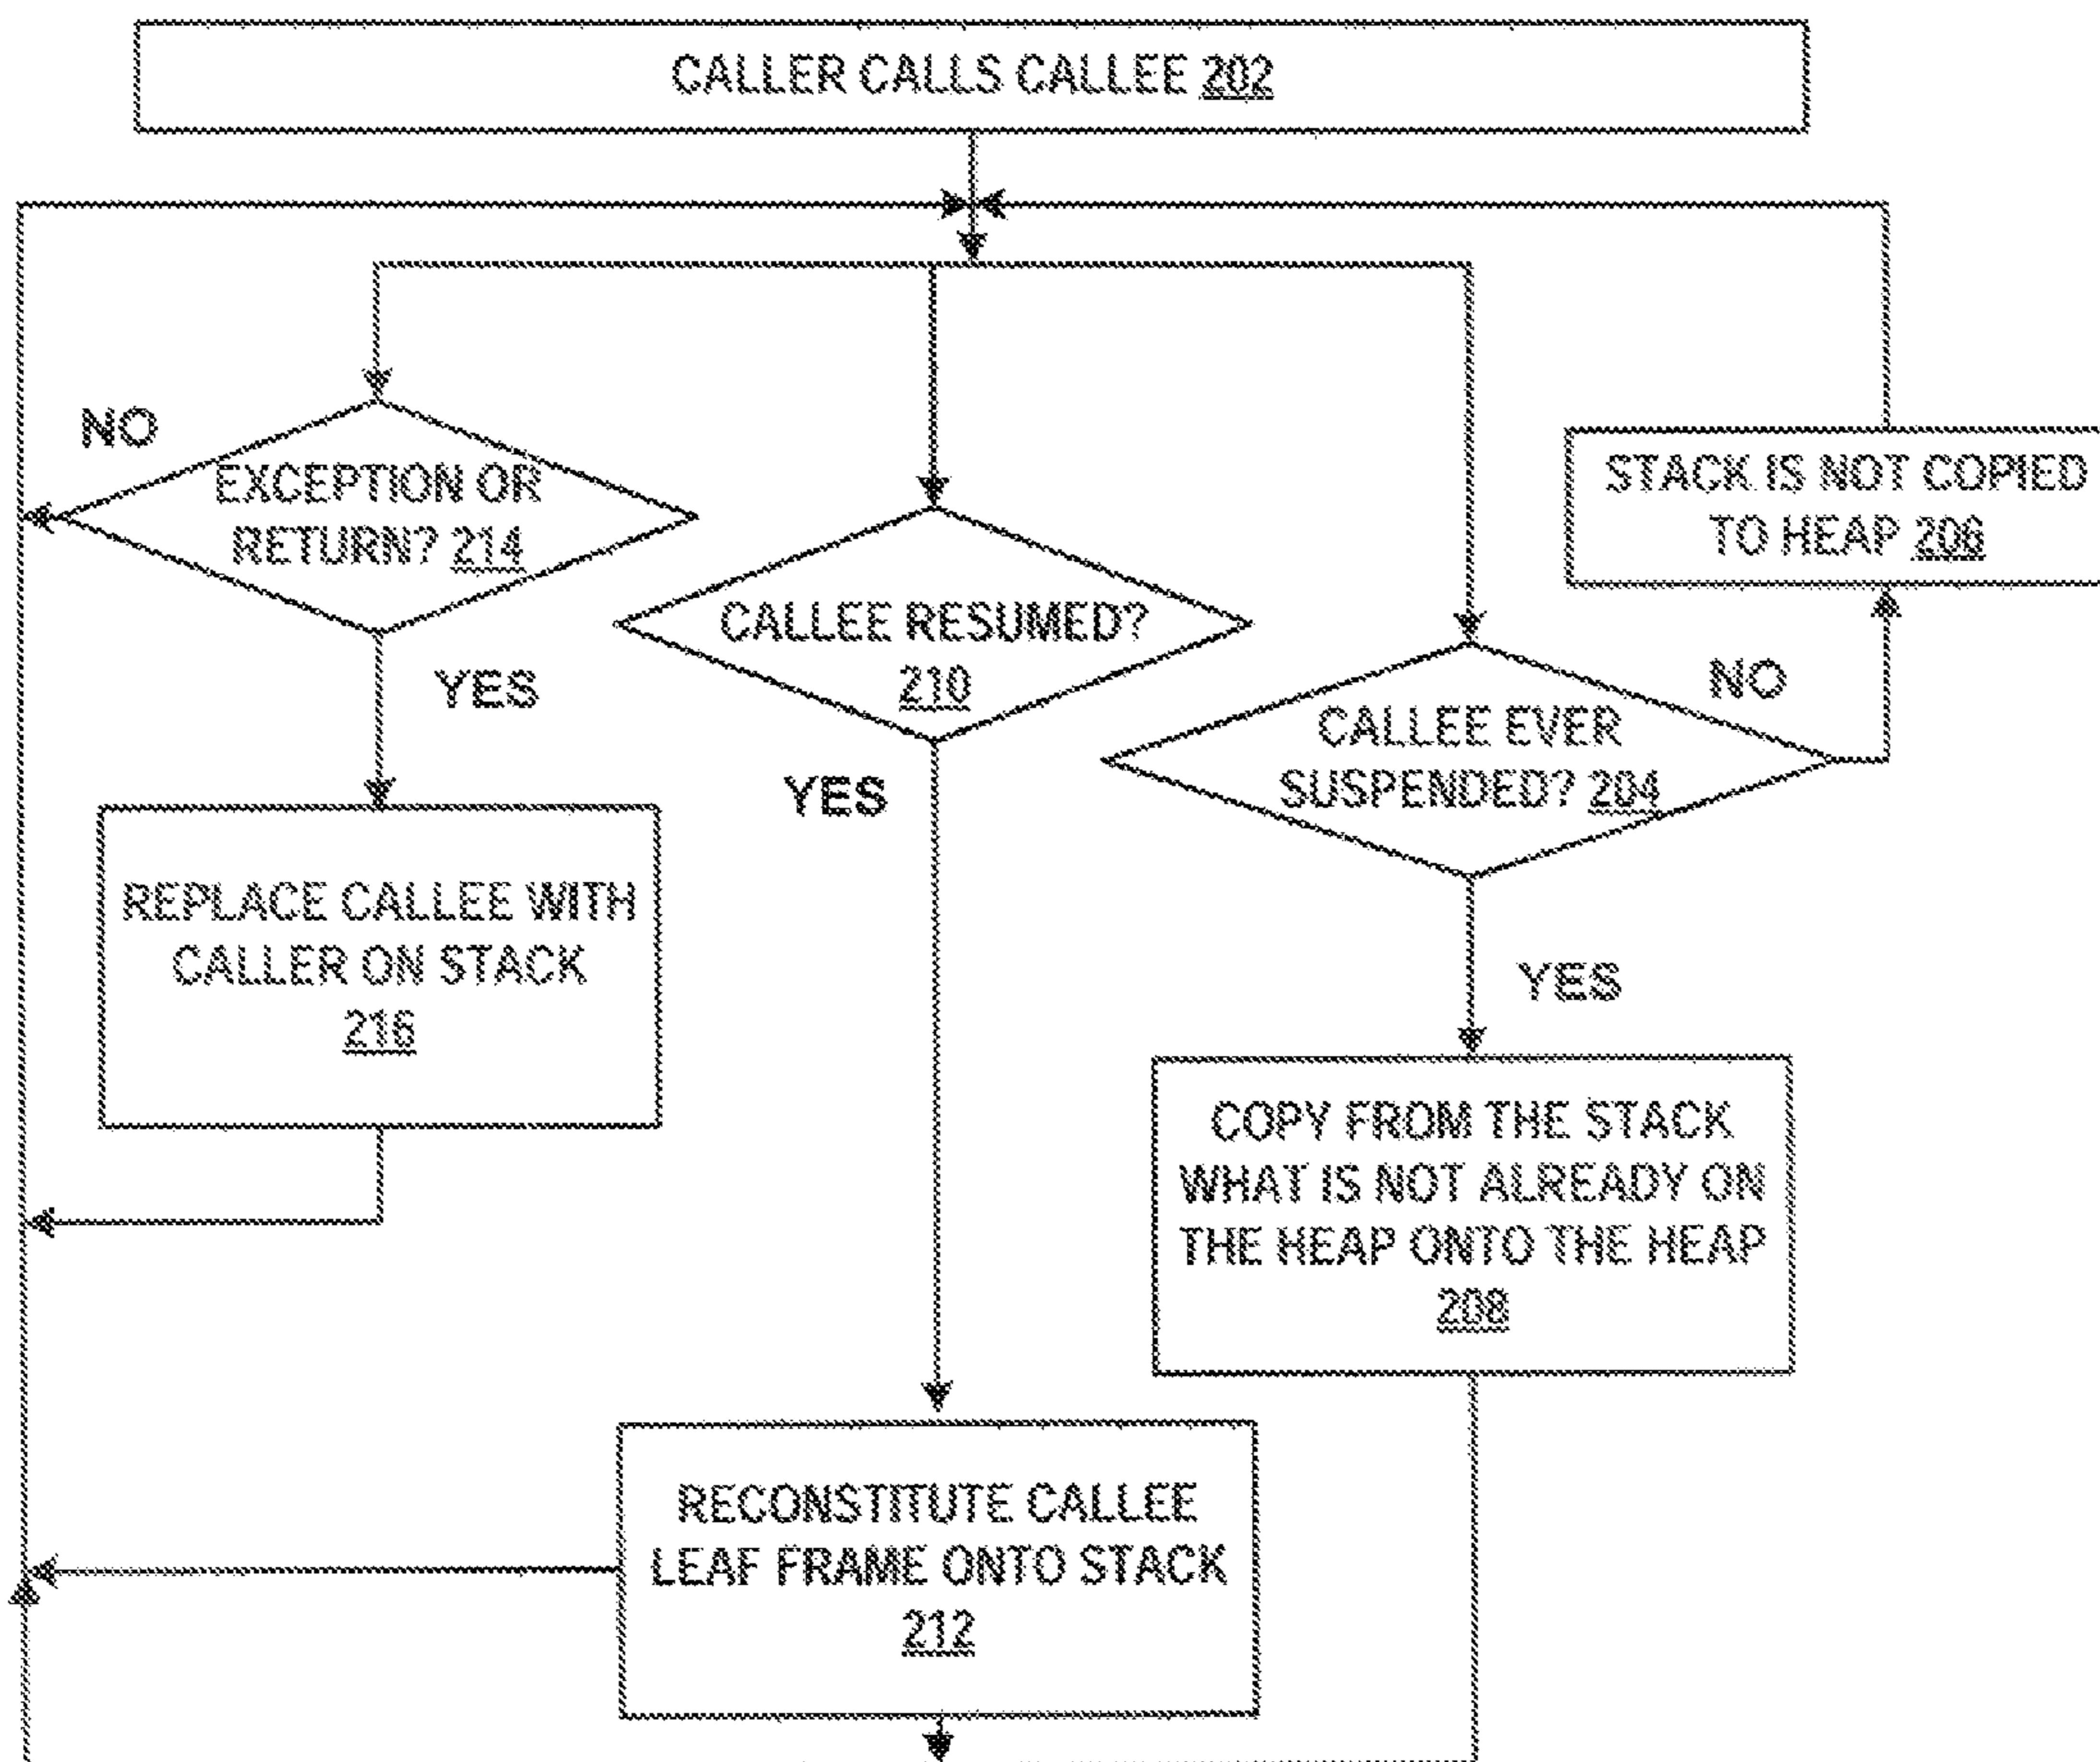 CALLER CALLS CALLEE 202
NO
EXCEPTION OR
RETURN? 214
YES
CALLEE RESUMED?
210
YES
STACK IS NOT COPIED
TO HEAP 206
NO
CALLEE EVER
SUSPENDED? 204
YES
REPLACE CALLEE WITH
CALLER ON STACK
216
COPY FROM THE STACK
WHAT IS NOT ALREADY ON
THE HEAP ONTO THE HEAP
208
RECONSTITUTE CALLEE
LEAF FRAME ONTO STACK
212